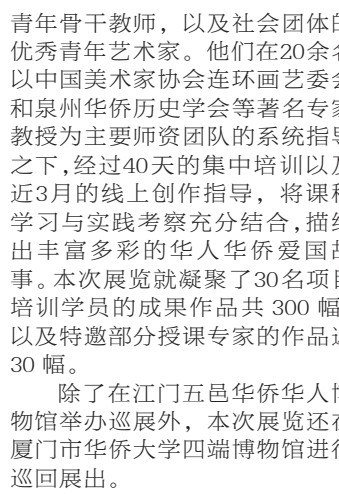 青年骨干教师，以及社会团体的
优秀青年艺术家。他们在20余名
以中国美术家协会连环画艺委会
和泉州华侨历史学会等著名专家
教授为主要师资团队的系统指导
之下,经过40天的集中培训以及
近3月的线上创作指导，将课程
学习与实践考察充分结合,描绘
出丰富多彩的华人华侨爱国故
事。本次展览就凝聚了30名项目
培训学员的成果作品共 300 幅
以及特邀部分授课专家的作品近
30 幅。
除了在江门五邑华侨华人博
物馆举办巡展外，本次展览还在
厦门市华侨大学四端博物馆进行
巡回展出。